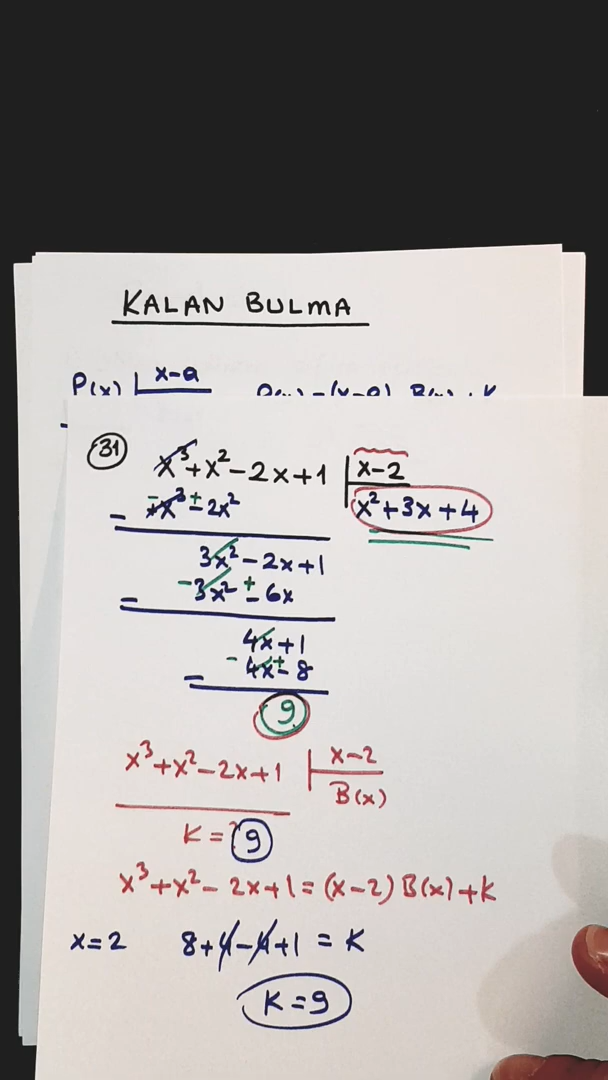 KALAN BULMA
P(x) | x-a
31 x³+x²-2x+1 | x-2
-x³±2x² x²+3x+4
3x²-2x+1
-3x²±6x
4x+1
-4x±8
9
x³+x²-2x+1 | x-2
B(x)
K=?9
x³+x²-2x+1=(x-2)B(x)+K
x=2 8+4-4+1=K
K=9